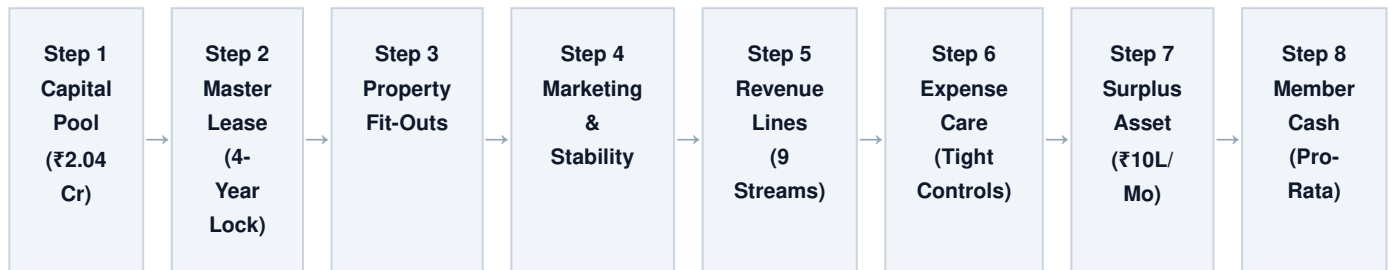 Step 1
Capital
Pool
(₹2.04
Cr)
→
Step 2
Master
Lease
(4-
Year
Lock)
→
Step 3
Property
Fit-Outs
→
Step 4
Marketing
&
Stability
→
Step 5
Revenue
Lines
(9
Streams)
→
Step 6
Expense
Care
(Tight
Controls)
→
Step 7
Surplus
Asset
(₹10L/
Mo)
→
Step 8
Member
Cash
(Pro-
Rata)